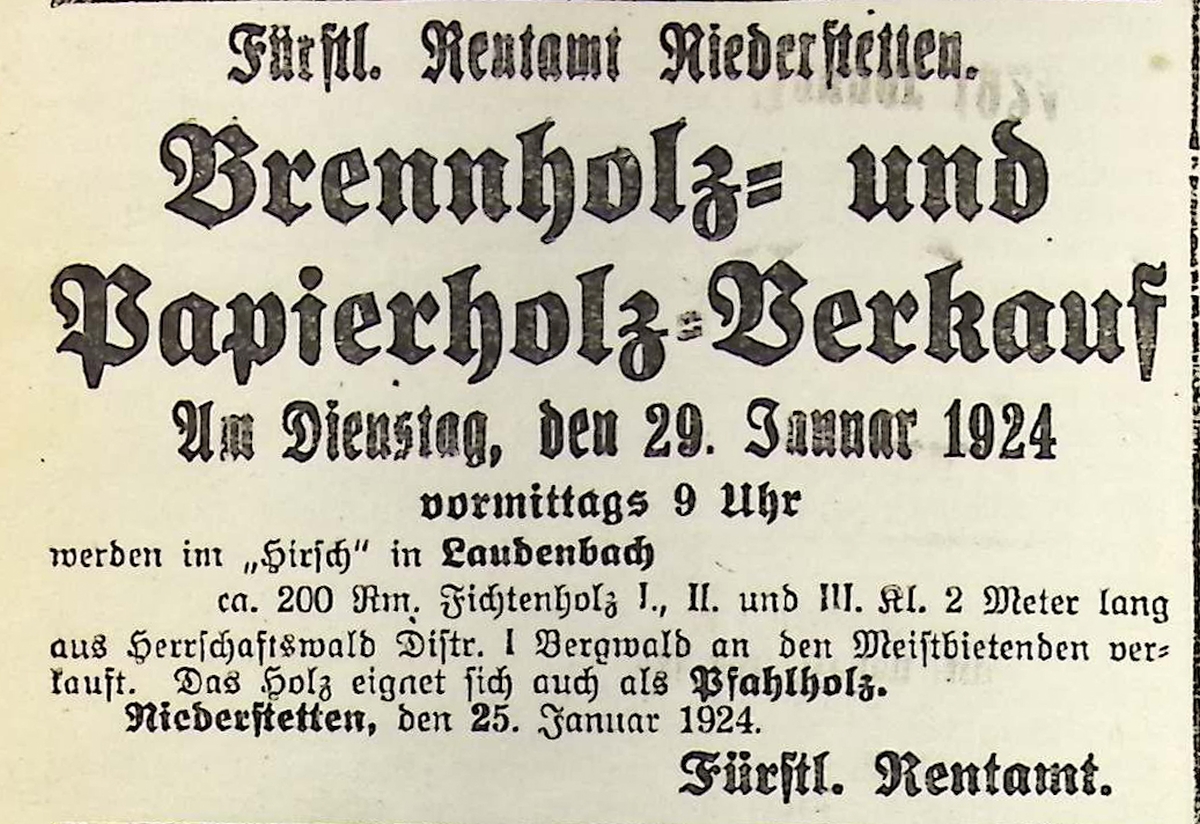 Fürstl. Rentamt Niederstetten.
Brennholz- und
Papierholz-Verkauf
Am Dienstag, den 29. Januar 1924
vormittags 9 Uhr
werden im „Hirsch“ in Laudenbach
ca. 200 Rm. Fichtenholz I., II. und III. Kl. 2 Meter lang
aus Herrschaftswald Distr. I Bergwald an den Meistbietenden ver-
kauft. Das Holz eignet sich auch als Pfahlholz.
Niederstetten, den 25. Januar 1924.
Fürstl. Rentamt.